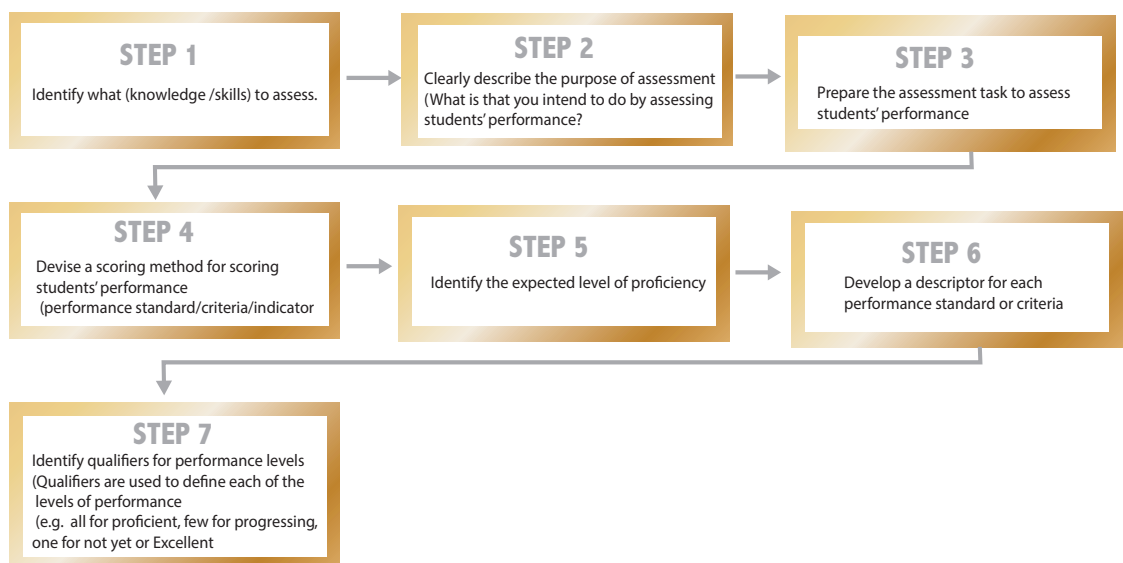 STEP 1
Identify what (knowledge /skills) to assess.
STEP 2
Clearly describe the purpose of assessment
(What is that you intend to do by assessing
students' performance?
STEP 3
Prepare the assessment task to assess
students' performance
STEP 4
Devise a scoring method for scoring
students' performance
(performance standard/criteria/indicator
STEP 5
Identify the expected level of proficiency
STEP 6
Develop a descriptor for each
performance standard or criteria
STEP 7
Identify qualifiers for performance levels
(Qualifiers are used to define each of the
levels of performance
(e.g. all for proficient, few for progressing,
one for not yet or Excellent